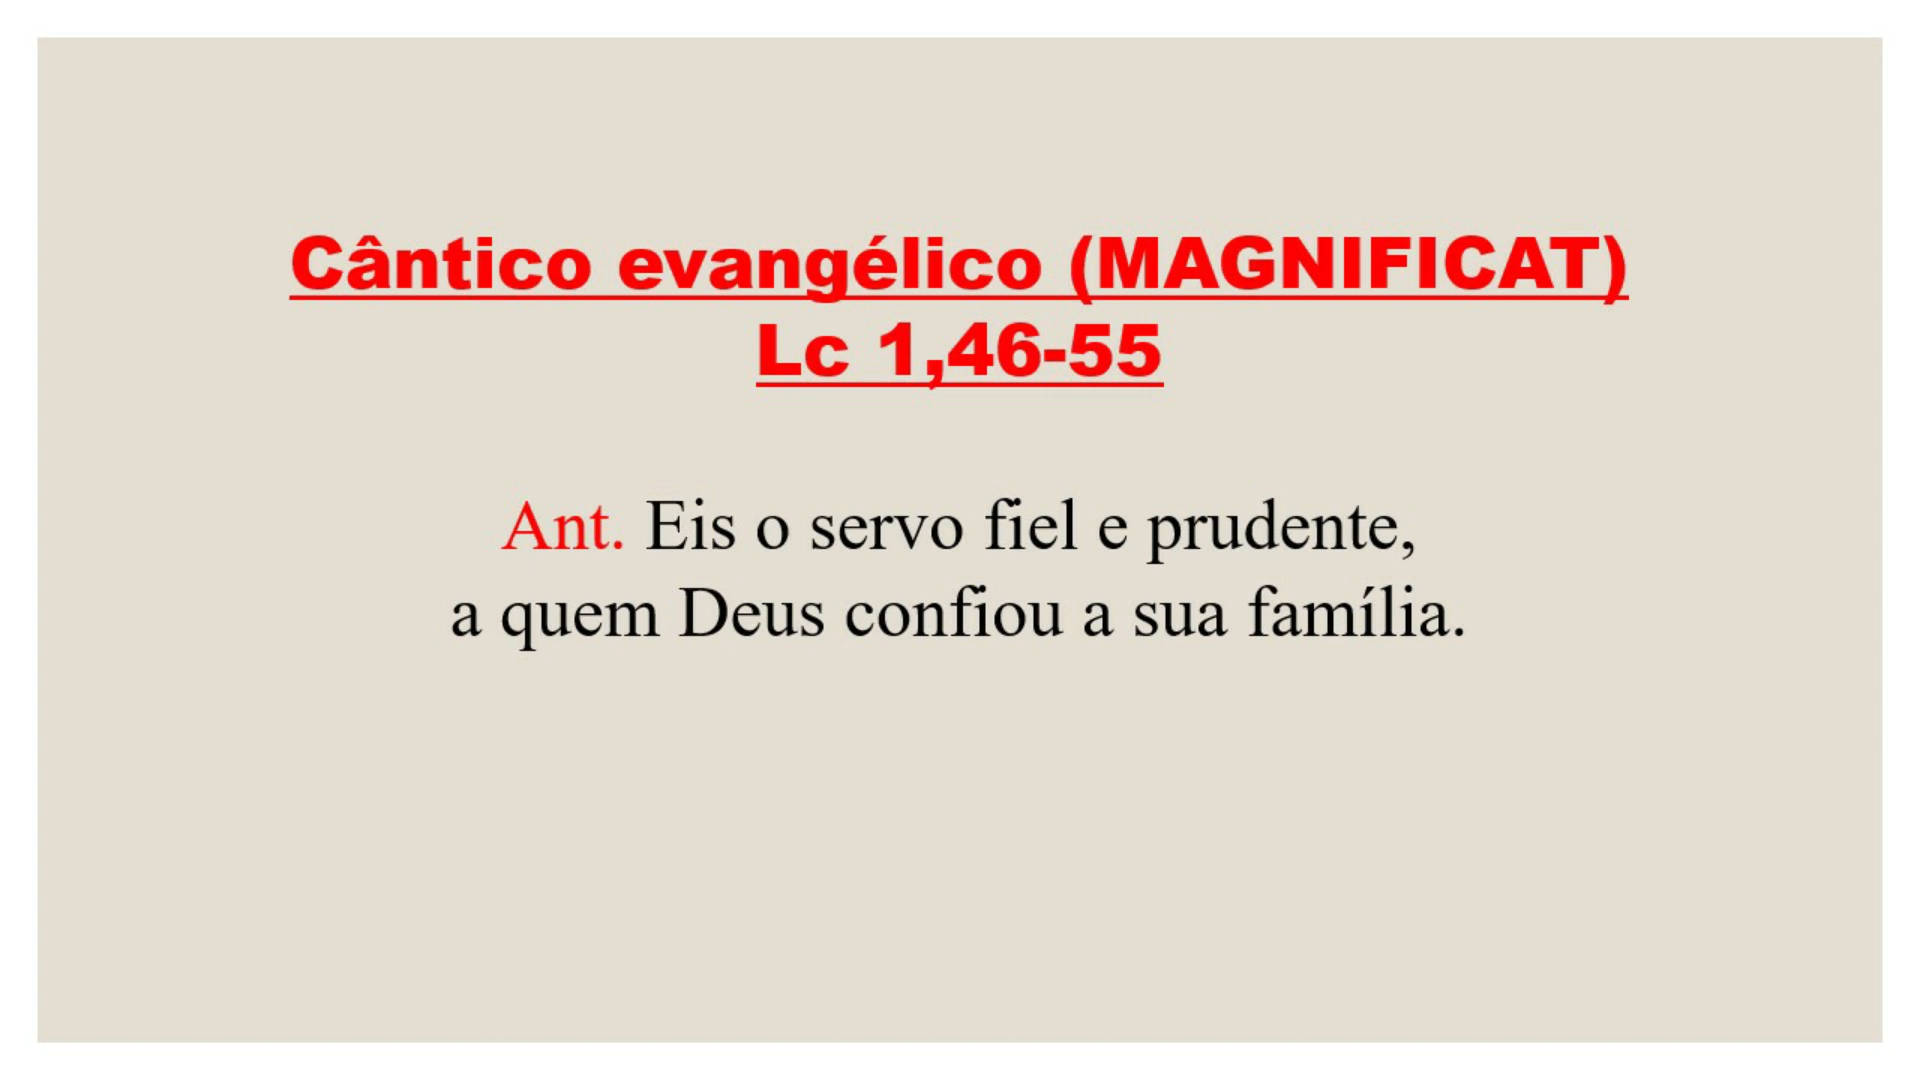 Cântico evangélico (MAGNIFICAT)
Lc 1,46-55
Ant. Eis o servo fiel e prudente,
a quem Deus confiou a sua família.